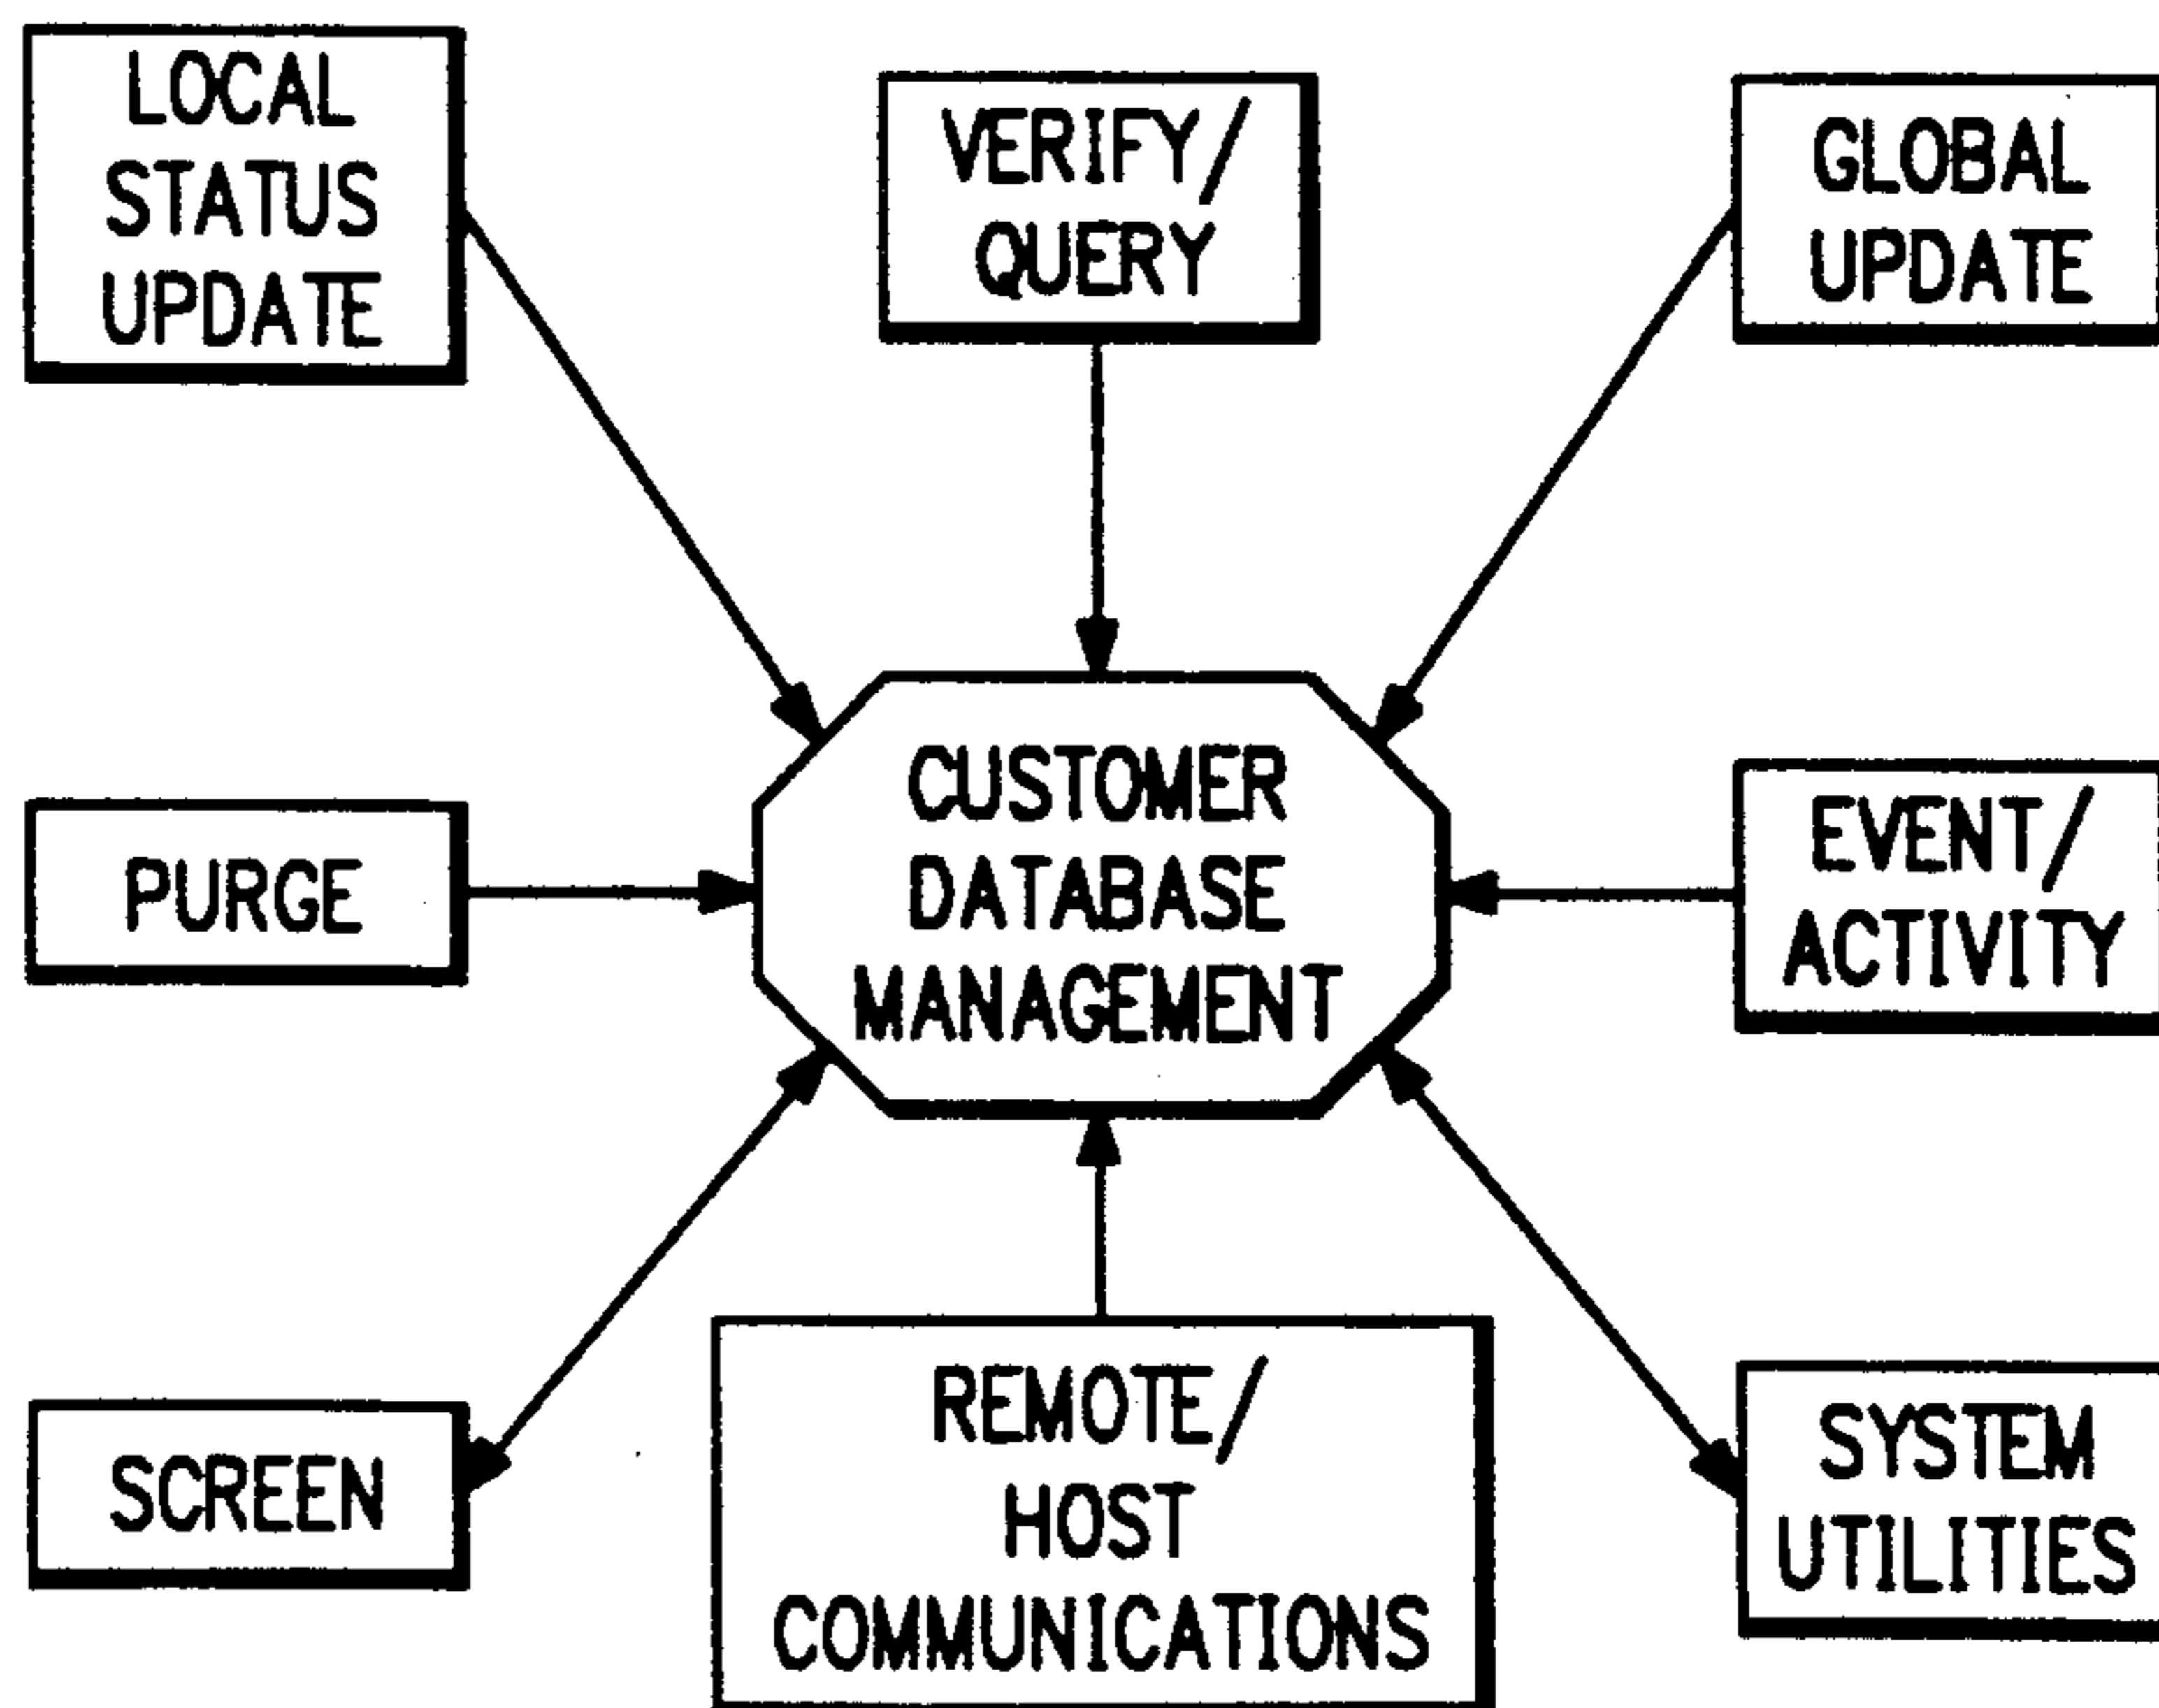 LOCAL
STATUS
UPDATE
VERIFY/
QUERY
GLOBAL
UPDATE
CUSTOMER
DATABASE
MANAGEMENT
PURGE
EVENT/
ACTIVITY
SCREEN
REMOTE/
HOST
COMMUNICATIONS
SYSTEM
UTILITIES